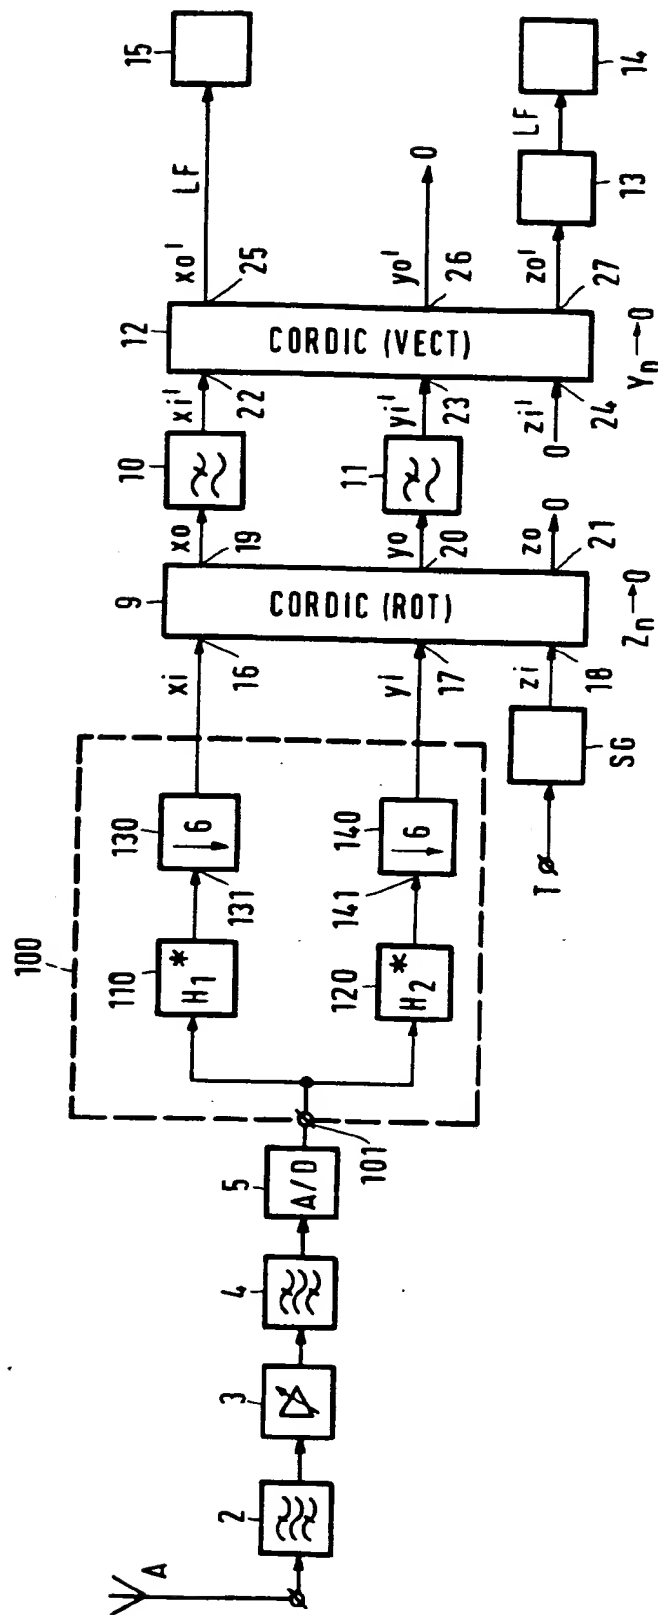 A
2
3
4
5
A/D
101
100
110
H1*
120
H2*
130
↓6
131
140
↓6
141
xi
16
yi
17
T
SG
zi
18
9
CORDIC (ROT)
Zn→0
xo
19
yo
20
zo
21
0
10
11
xi'
22
yi'
23
0
zi'
24
12
CORDIC (VECT)
Yn→0
xo'
25
LF
15
yo'
26
0
zo'
27
13
LF
14